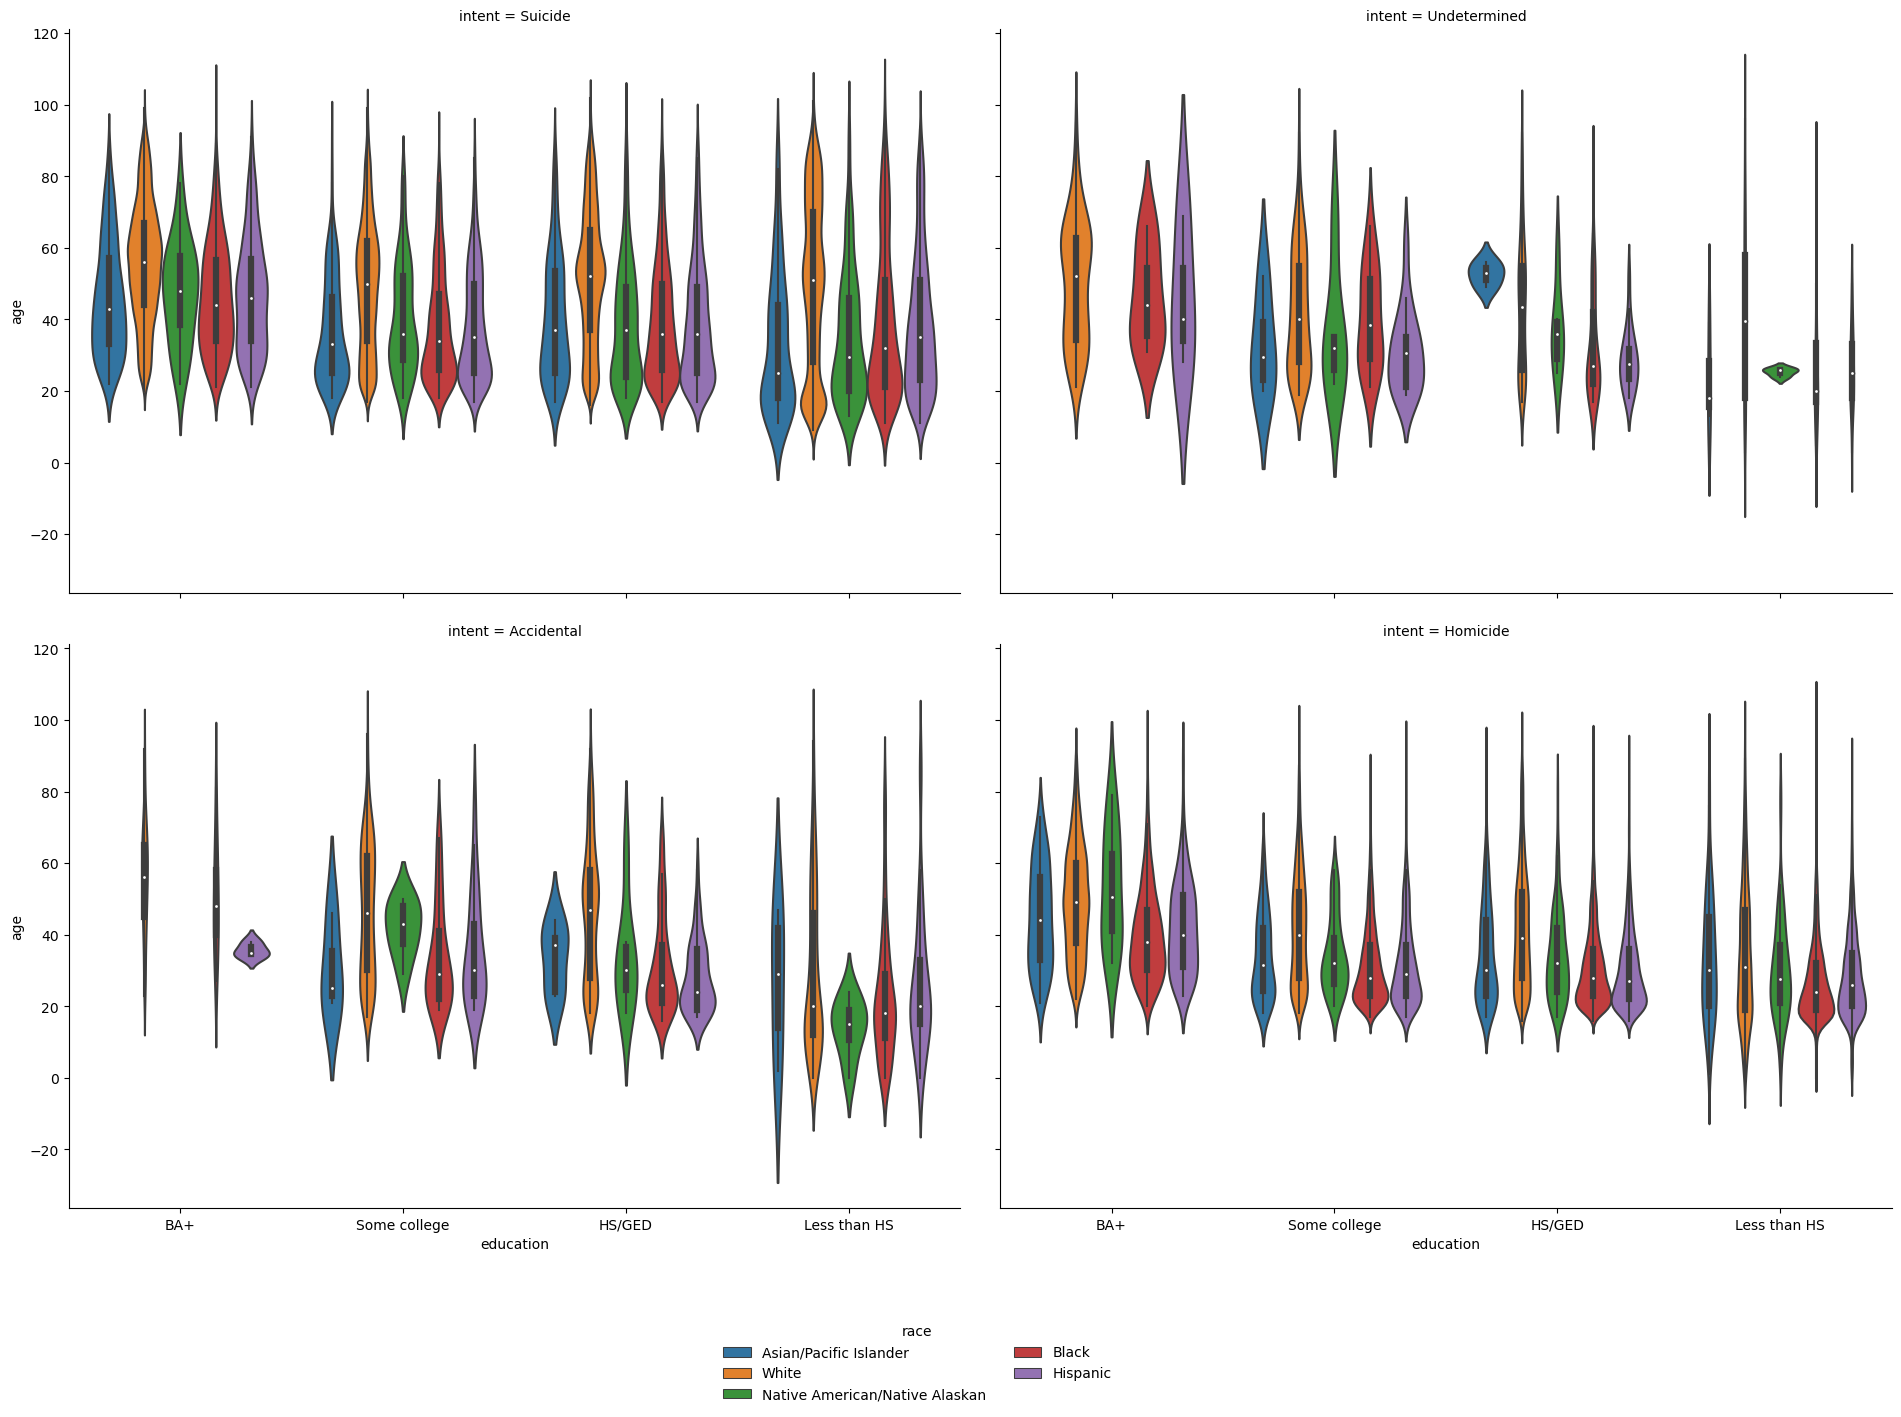 intent = Suicide
intent = Undetermined
120
100
80
60
40
20
0
−20
age
intent = Accidental
intent = Homicide
120
100
80
60
40
20
0
−20
age
BA+ Some college HS/GED Less than HS
education
BA+ Some college HS/GED Less than HS
education
race
Asian/Pacific Islander
White
Native American/Native Alaskan
Black
Hispanic